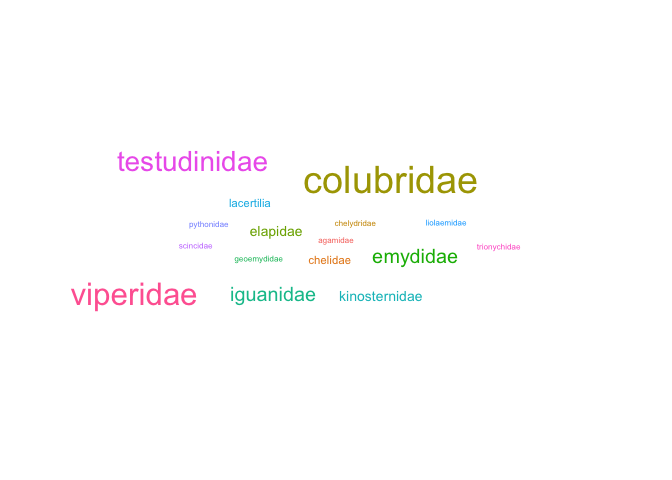 testudinidae
colubridae
lacertilia
pythonidae
chelydridae
liolaemidae
elapidae
agamidae
scincidae
trionychidae
geoemydidae
chelidae
emydidae
viperidae
iguanidae
kinosternidae